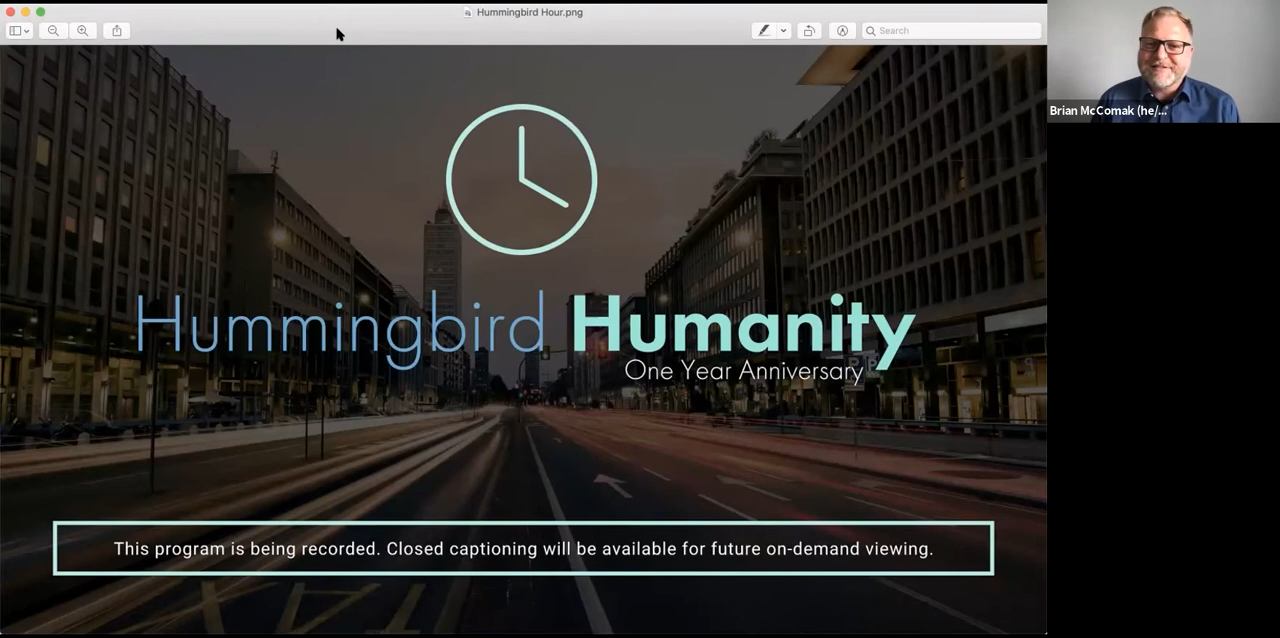 Hummingbird Hour.png
Search
Brian McComak (he/...
Hummingbird Humanity
One Year Anniversary
This program is being recorded. Closed captioning will be available for future on-demand viewing.